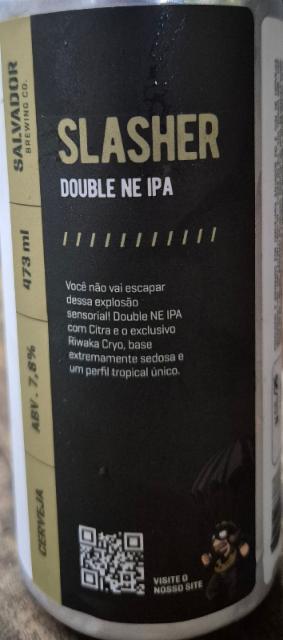 SALVADOR
BREWING CO.
473 ml
ABV. 7,8%
CERVEJA
SLASHER
DOUBLE NE IPA
Você não vai escapar
dessa explosão
sensorial! Double NE IPA
com Citra e o exclusivo
Riwaka Cryo, base
extremamente sedosa e
um perfil tropical único.
VISITE O
NOSSO SITE